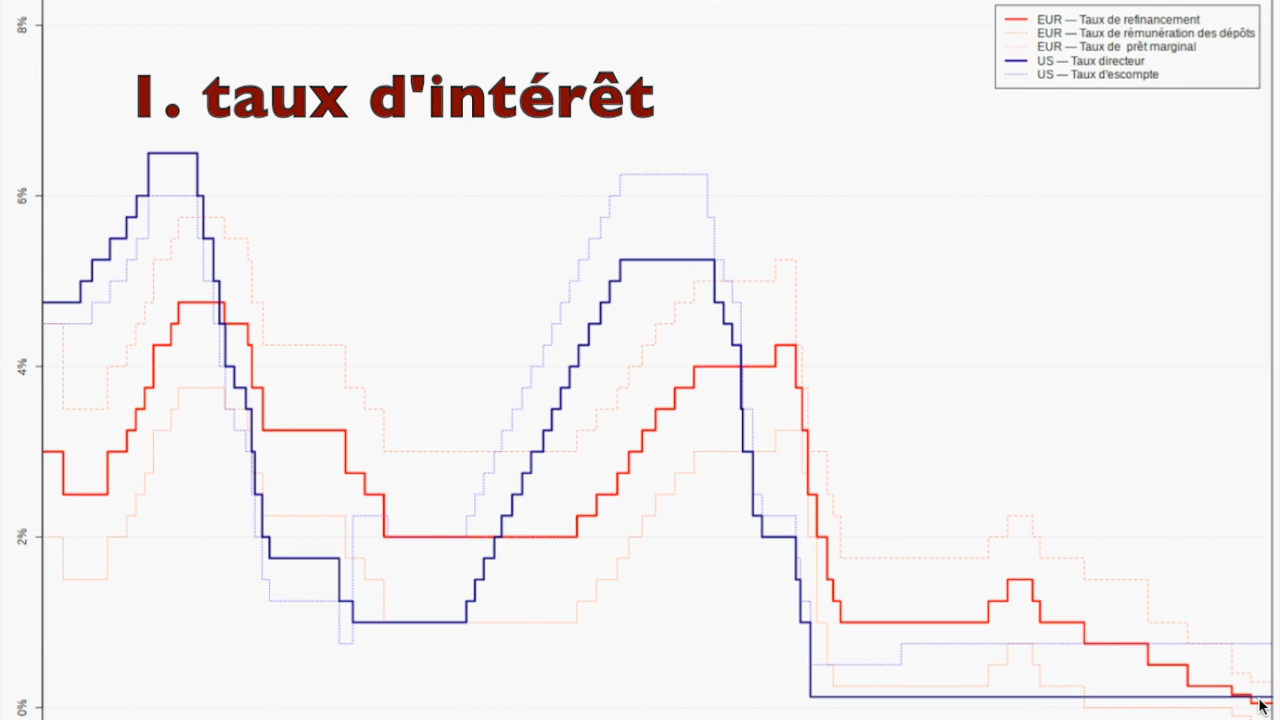 8%
EUR — Taux de refinancement
EUR — Taux de rémunération des dépôts
EUR — Taux de  prêt marginal
US — Taux directeur
US — Taux d'escompte
1. taux d'intérêt
6%
4%
2%
0%